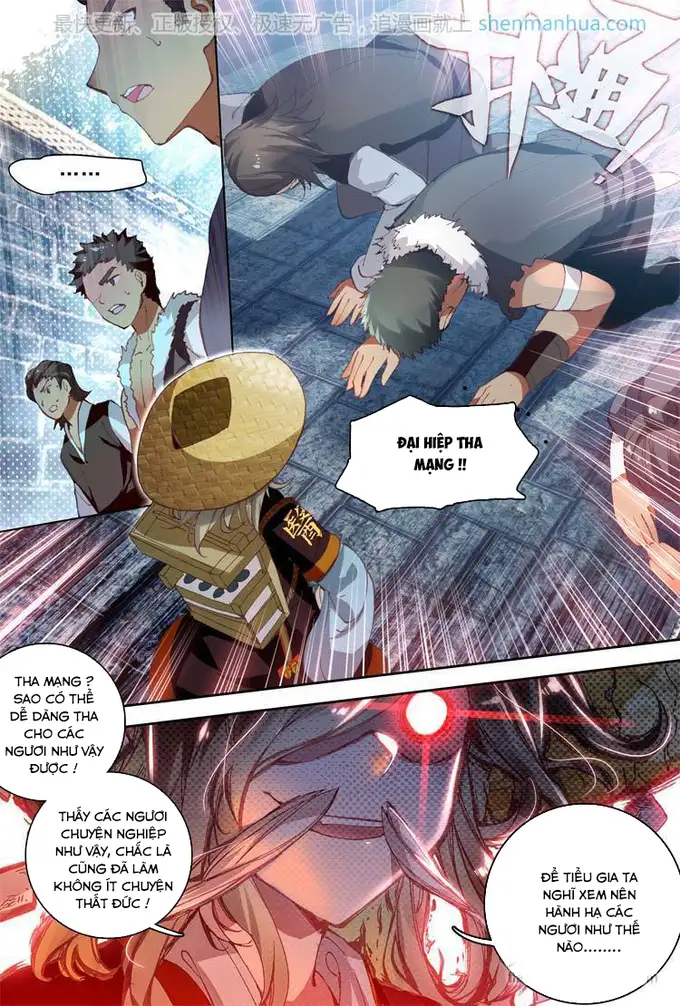 最快更新、正版授权、极速无广告，追漫画就上 shenmanhua.com
......
ĐẠI HIỆP THA
MẠNG !!
醫
THA MẠNG ?
SAO CÓ THỂ
DỄ DÀNG THA
CHO CÁC
NGƯƠI NHƯ VẬY
ĐƯỢC !
THẤY CÁC NGƯƠI
CHUYÊN NGHIỆP
NHƯ VẬY, CHẮC LÀ
CŨNG ĐÃ LÀM
KHÔNG ÍT CHUYỆN
THẤT ĐỨC !
ĐỂ TIỂU GIA TA
NGHĨ XEM NÊN
HÀNH HẠ CÁC
NGƯƠI NHƯ THẾ
NÀO........